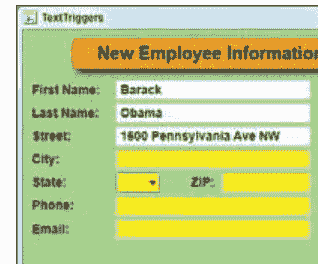 TextTriggers
New Employee Information
First Name: Barack
Last Name: Obama
Street: 1600 Pennsylvania Ave NW
City:
State: ZIP:
Phone:
Email: